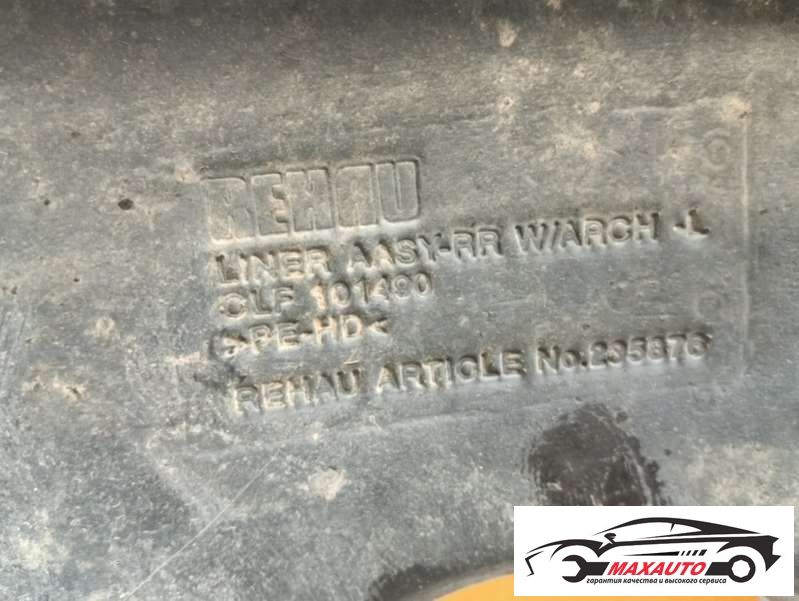 REHAU
LINER AASY-RR W/ARCH -L
CLF 101490
>PE-HD<
REHAU ARTICLE No.235876
MAXAUTO
гарантия качества и высокого сервиса